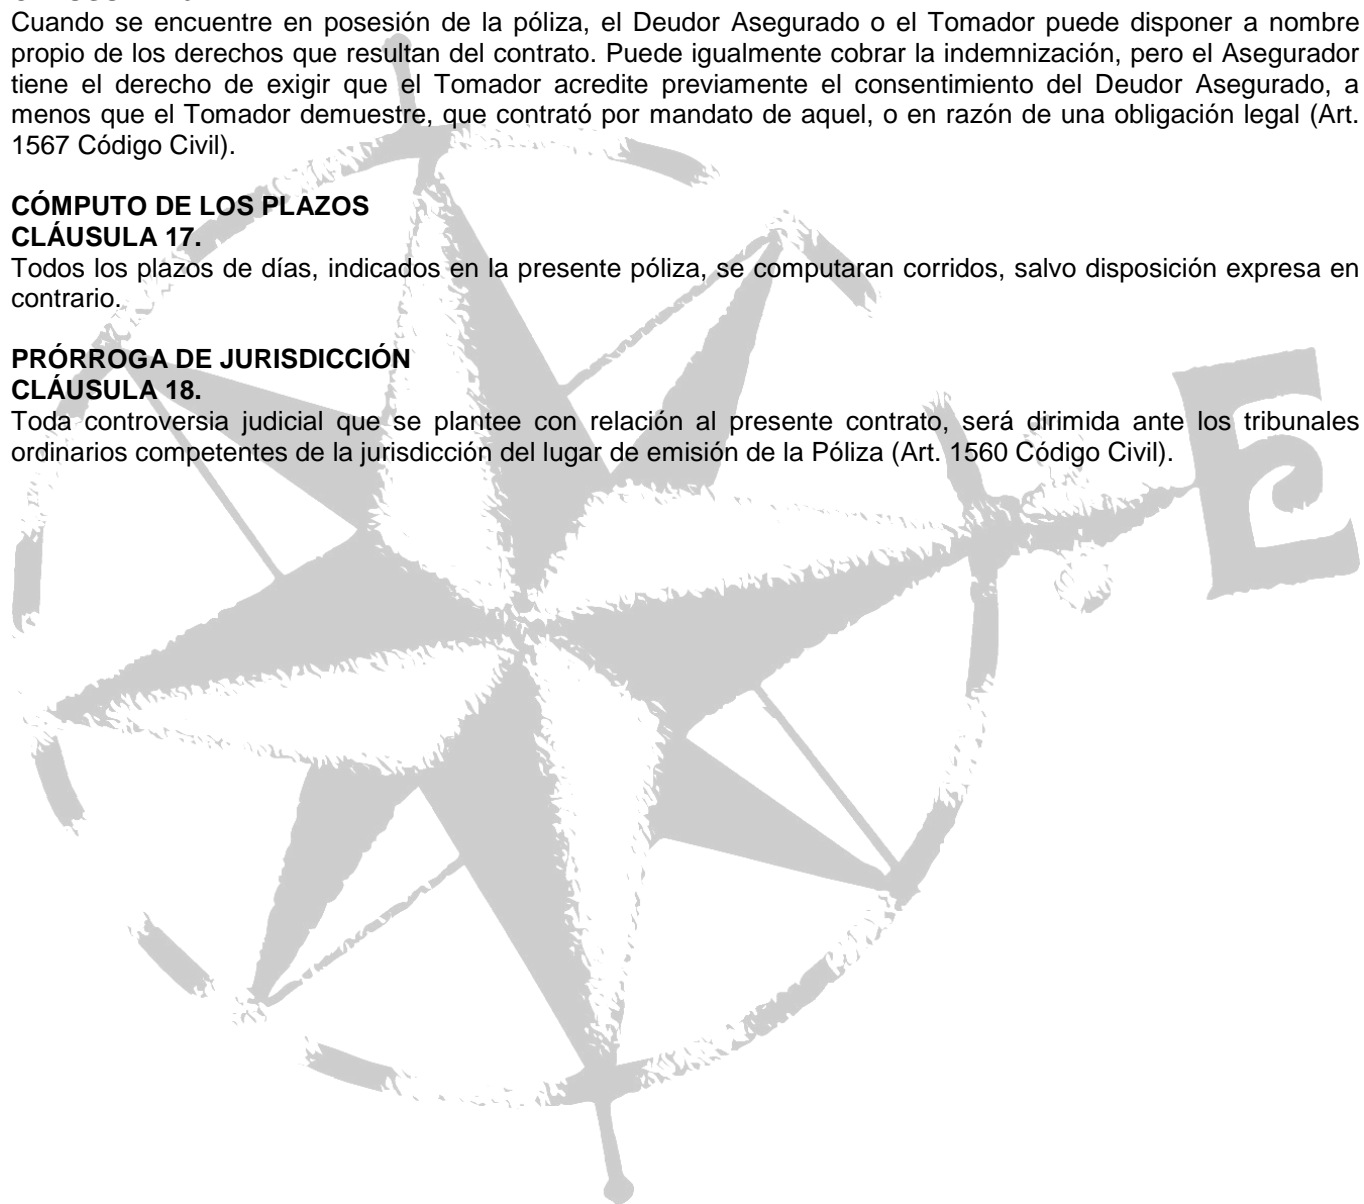 Cuando se encuentre en posesión de la póliza, el Deudor Asegurado o el Tomador puede disponer a nombre
propio de los derechos que resultan del contrato. Puede igualmente cobrar la indemnización, pero el Asegurador
tiene el derecho de exigir que el Tomador acredite previamente el consentimiento del Deudor Asegurado, a
menos que el Tomador demuestre, que contrató por mandato de aquel, o en razón de una obligación legal (Art.
1567 Código Civil).
CÓMPUTO DE LOS PLAZOS
CLÁUSULA 17.
Todos los plazos de días, indicados en la presente póliza, se computaran corridos, salvo disposición expresa en
contrario.
PRÓRROGA DE JURISDICCIÓN
CLÁUSULA 18.
Toda controversia judicial que se plantee con relación al presente contrato, será dirimida ante los tribunales
ordinarios competentes de la jurisdicción del lugar de emisión de la Póliza (Art. 1560 Código Civil).
E